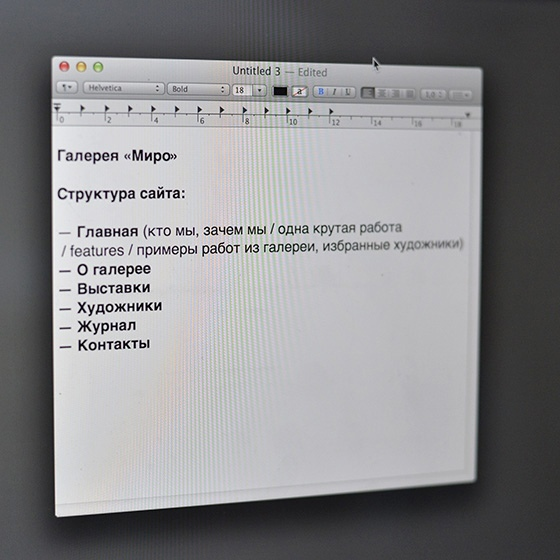 Untitled 3 — Edited
¶ Helvetica Bold 18 a B I U 1.0
0 2 4 6 8 10 12 14 16 18
Галерея «Миро»
Структура сайта:
— Главная (кто мы, зачем мы / одна крутая работа
/ features / примеры работ из галереи, избранные художники)
— О галерее
— Выставки
— Художники
— Журнал
— Контакты